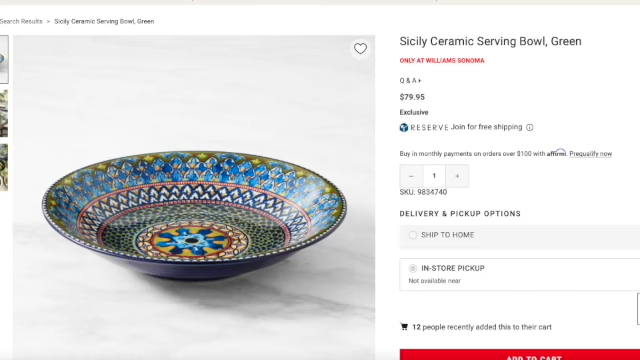 Search Results > Sicily Ceramic Serving Bowl, Green
Sicily Ceramic Serving Bowl, Green
ONLY AT WILLIAMS SONOMA
Q & A
$79.95
Exclusive
RESERVE Join for free shipping
Buy in monthly payments on orders over $100 with affirm. Prequalify now
− 1 +
SKU: 9834740
DELIVERY & PICKUP OPTIONS
SHIP TO HOME
IN-STORE PICKUP
Not available near
12 people recently added this to their cart
ADD TO CART